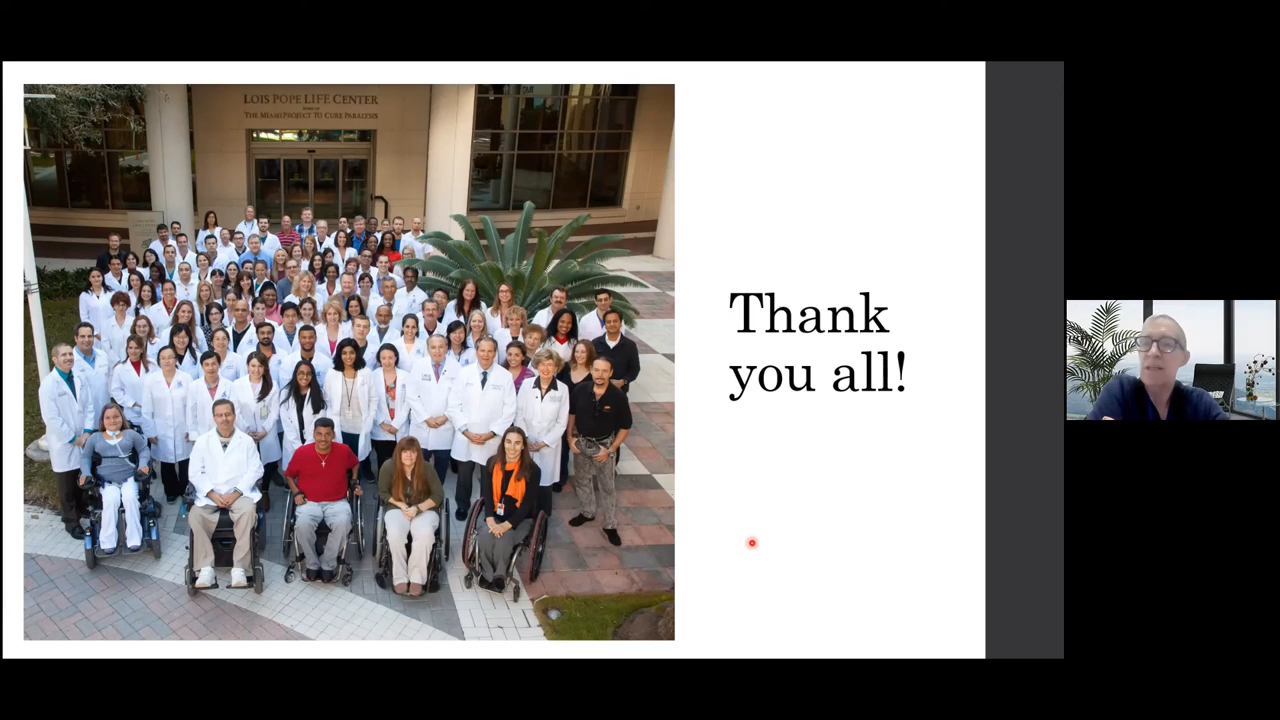 LOIS POPE LIFE CENTER
THE MIAMI PROJECT TO CURE PARALYSIS
Thank
you all!